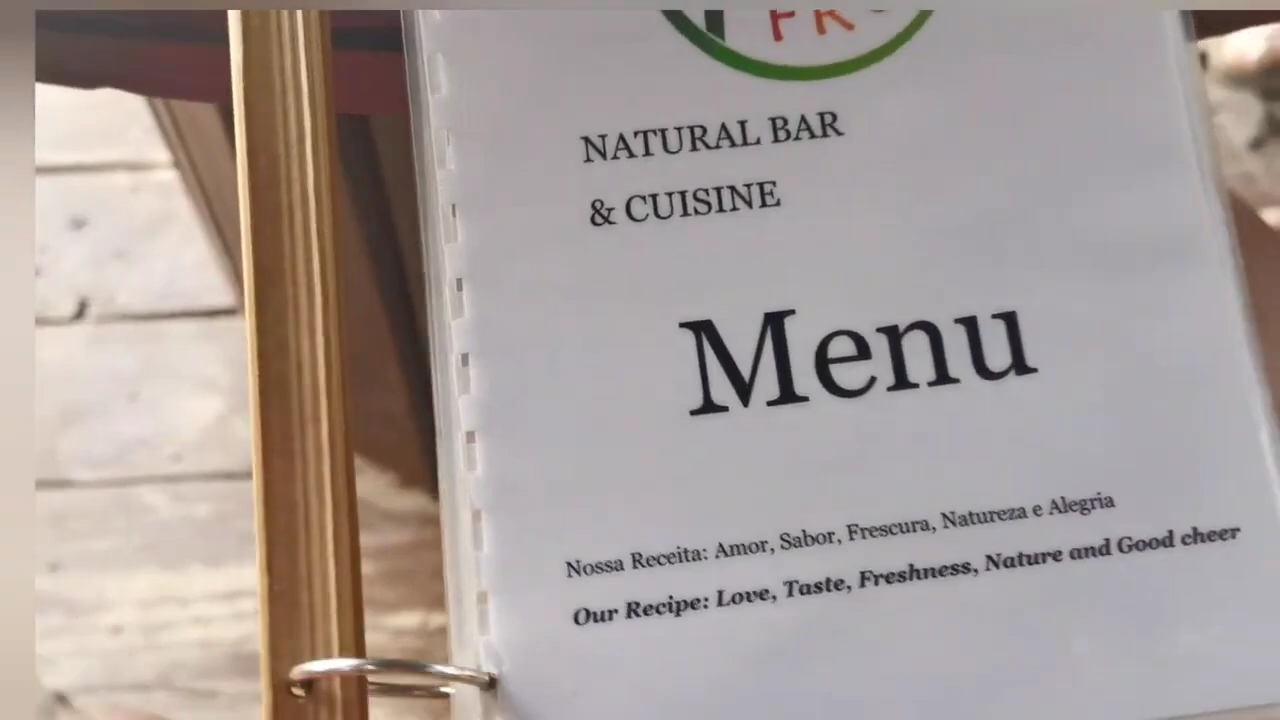 FR
NATURAL BAR
& CUISINE
Menu
Nossa Receita: Amor, Sabor, Frescura, Natureza e Alegria
Our Recipe: Love, Taste, Freshness, Nature and Good cheer